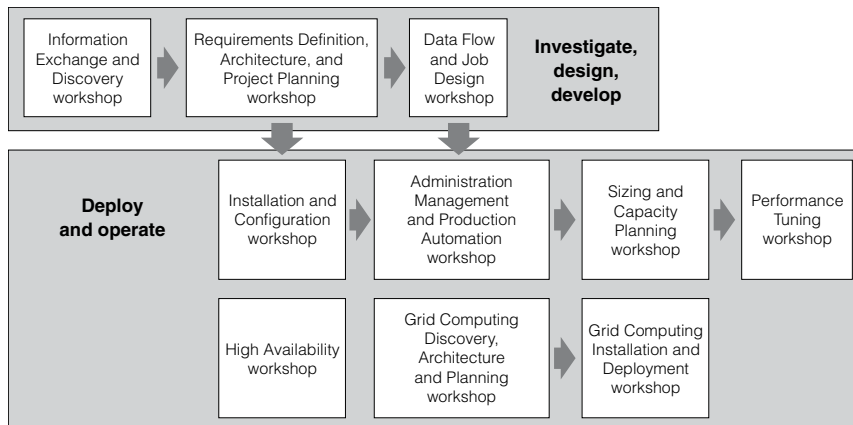 Information
Exchange and
Discovery
workshop
Requirements Definition,
Architecture, and
Project Planning
workshop
Data Flow
and Job
Design
workshop
Investigate,
design,
develop
Deploy
and operate
Installation and
Configuration
workshop
Administration
Management
and Production
Automation
workshop
Sizing and
Capacity
Planning
workshop
Performance
Tuning
workshop
High Availability
workshop
Grid Computing
Discovery,
Architecture
and Planning
workshop
Grid Computing
Installation and
Deployment
workshop